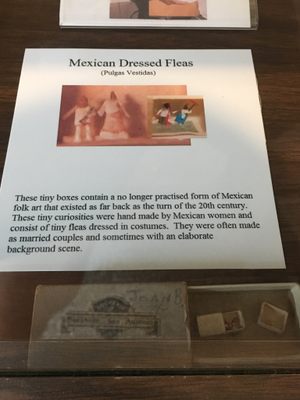 Mexican Dressed Fleas
(Pulgas Vestidas)
These tiny boxes contain a no longer practised form of Mexican
folk art that existed as far back as the turn of the 20th century.
These tiny curiosities were hand made by Mexican women and
consist of tiny fleas dressed in costumes. They were often made
as married couples and sometimes with an elaborate
background scene.